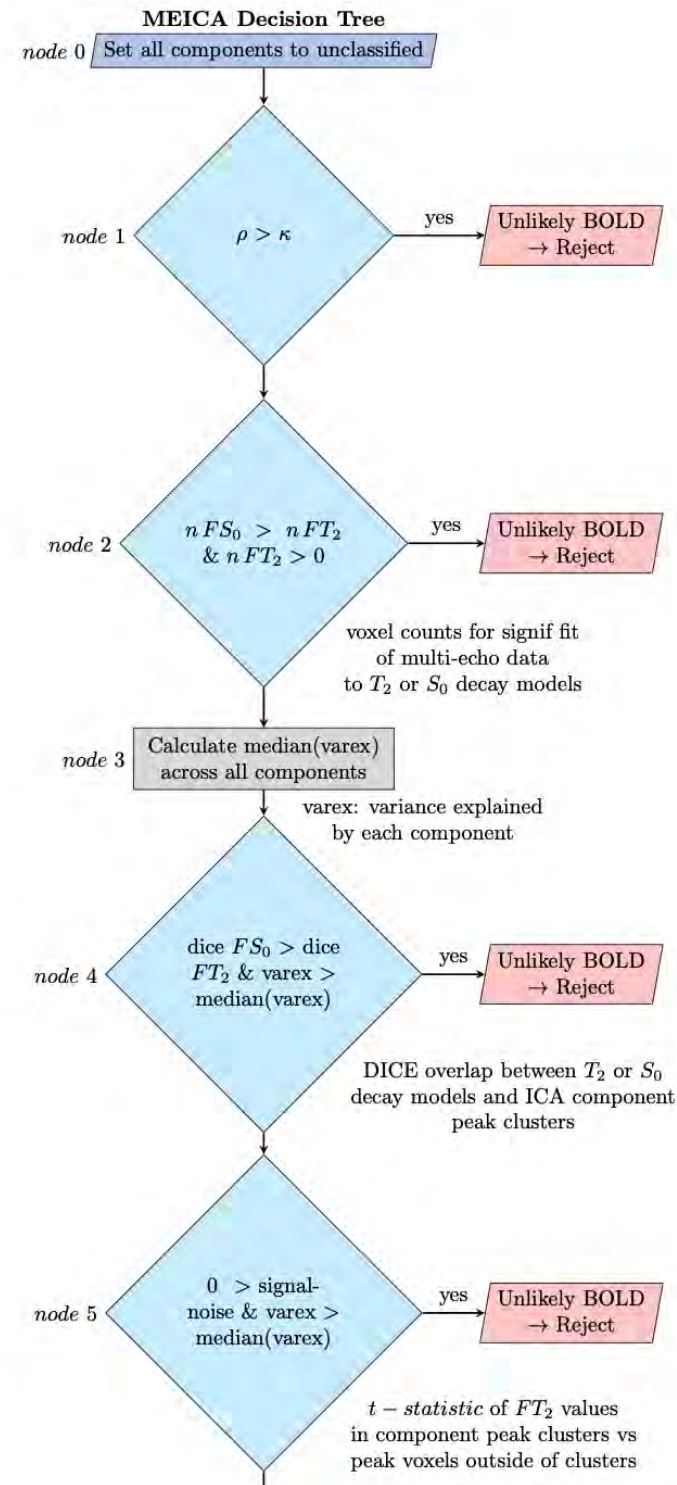 MEICA Decision Tree
node 0
Set all components to unclassified
node 1
ρ > κ
yes
Unlikely BOLD
→ Reject
node 2
n FS₀ > n FT₂
& n FT₂ > 0
yes
Unlikely BOLD
→ Reject
voxel counts for signif fit
of multi-echo data
to T₂ or S₀ decay models
node 3
Calculate median(varex)
across all components
varex: variance explained
by each component
node 4
dice FS₀ > dice
FT₂ & varex >
median(varex)
yes
Unlikely BOLD
→ Reject
DICE overlap between T₂ or S₀
decay models and ICA component
peak clusters
node 5
0 > signal-
noise & varex >
median(varex)
yes
Unlikely BOLD
→ Reject
t − statistic of FT₂ values
in component peak clusters vs
peak voxels outside of clusters